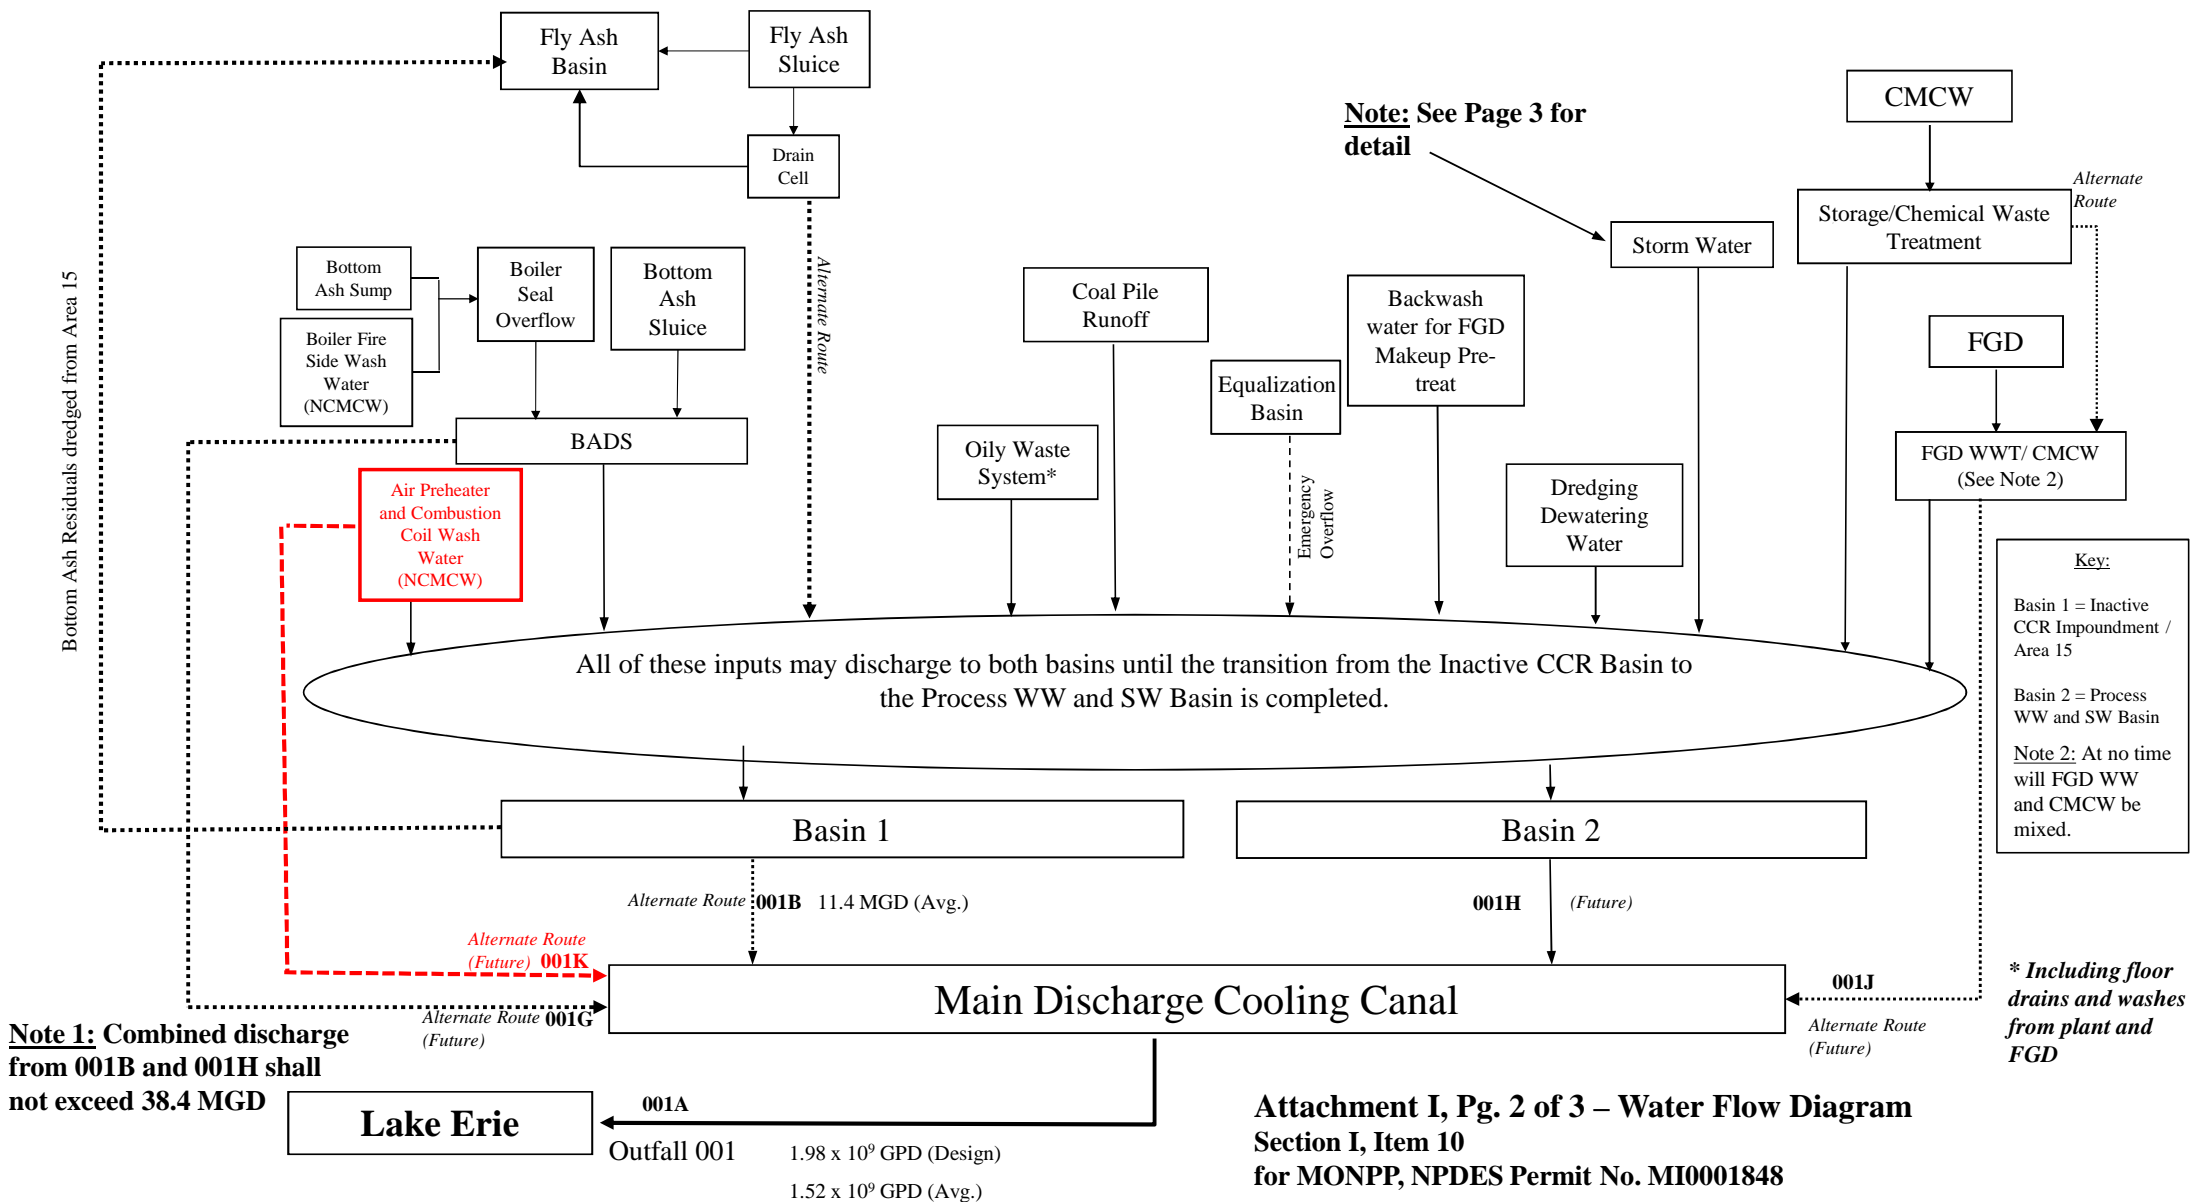 Fly Ash
Basin
Fly Ash
Sluice
Drain
Cell
Note: See Page 3 for
detail
CMCW
Alternate
Route
Storage/Chemical Waste
Treatment
Storm Water
Bottom Ash Residuals dredged from Area 15
Bottom
Ash Sump
Boiler
Seal
Overflow
Bottom
Ash
Sluice
Alternate Route
Boiler Fire
Side Wash
Water
(NCMCW)
Coal Pile
Runoff
Backwash
water for FGD
Makeup Pre-
treat
Equalization
Basin
FGD
BADS
Oily Waste
System*
Emergency
Overflow
Dredging
Dewatering
Water
FGD WWT/ CMCW
(See Note 2)
Air Preheater
and Combustion
Coil Wash
Water
(NCMCW)
Key:
Basin 1 = Inactive
CCR Impoundment /
Area 15
Basin 2 = Process
WW and SW Basin
Note 2: At no time
will FGD WW
and CMCW be
mixed.
All of these inputs may discharge to both basins until the transition from the Inactive CCR Basin to
the Process WW and SW Basin is completed.
Basin 1
Basin 2
Alternate Route 001B 11.4 MGD (Avg.)
001H (Future)
Alternate Route
(Future) 001K
Main Discharge Cooling Canal
001J
Alternate Route
(Future)
* Including floor
drains and washes
from plant and
FGD
Alternate Route 001G
(Future)
Note 1: Combined discharge
from 001B and 001H shall
not exceed 38.4 MGD
Lake Erie
001A
Outfall 001
1.98 x 10⁹ GPD (Design)
1.52 x 10⁹ GPD (Avg.)
Attachment I, Pg. 2 of 3 – Water Flow Diagram
Section I, Item 10
for MONPP, NPDES Permit No. MI0001848